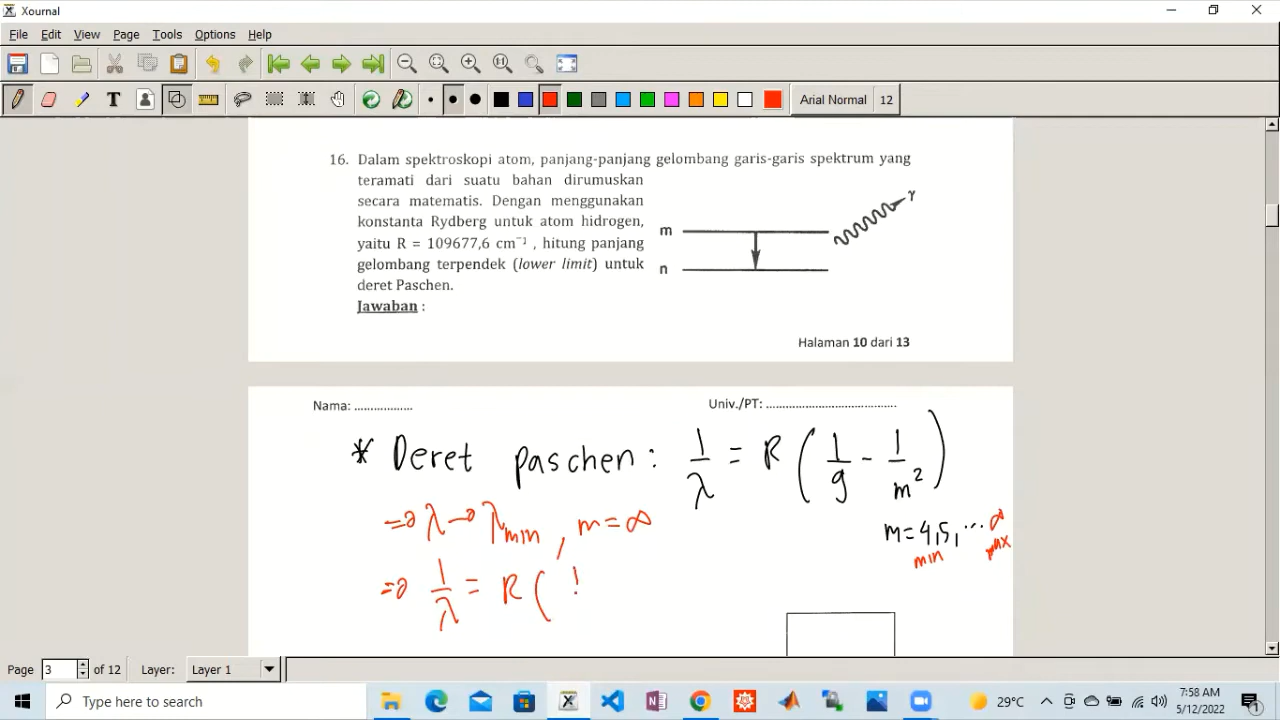 Xournal
File Edit View Page Tools Options Help
Arial Normal 12
16. Dalam spektroskopi atom, panjang-panjang gelombang garis-garis spektrum yang
teramati dari suatu bahan dirumuskan
secara matematis. Dengan menggunakan
konstanta Rydberg untuk atom hidrogen,
yaitu R = 109677,6 cm⁻¹ , hitung panjang
gelombang terpendek (lower limit) untuk
deret Paschen.
Jawaban :
m
n
γ
Halaman 10 dari 13
Nama: .................
Univ./PT: ......................................
* Deret paschen : 1/λ = R ( 1/9 - 1/m² )
m = 4,5, ... ∞
min max
⇒ λ → λmin , m = ∞
⇒ 1/λ = R (
Page 3 of 12 Layer: Layer 1
Type here to search
29°C
7:58 AM
5/12/2022
1